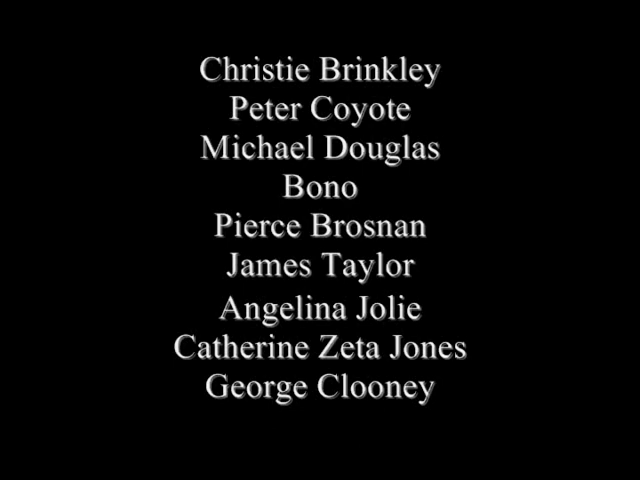 Christie Brinkley
Peter Coyote
Michael Douglas
Bono
Pierce Brosnan
James Taylor
Angelina Jolie
Catherine Zeta Jones
George Clooney